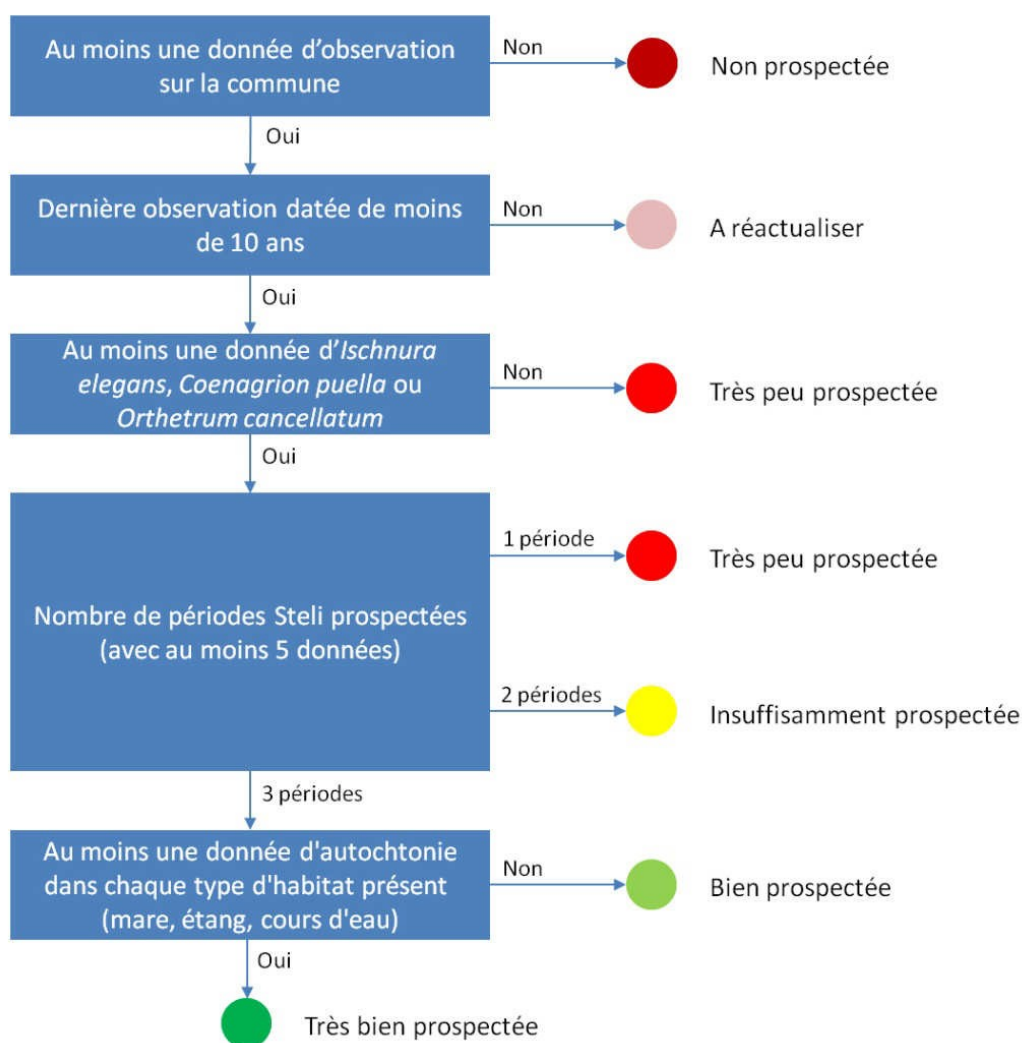 Au moins une donnée d'observation
sur la commune
Non
Non prospectée
Oui
Dernière observation datée de moins
de 10 ans
Non
A réactualiser
Oui
Au moins une donnée d'Ischnura
elegans, Coenagrion puella ou
Orthetrum cancellatum
Non
Très peu prospectée
Oui
Nombre de périodes Steli prospectées
(avec au moins 5 données)
1 période
Très peu prospectée
2 périodes
Insuffisamment prospectée
3 périodes
Au moins une donnée d'autochtonie
dans chaque type d'habitat présent
(mare, étang, cours d'eau)
Non
Bien prospectée
Oui
Très bien prospectée